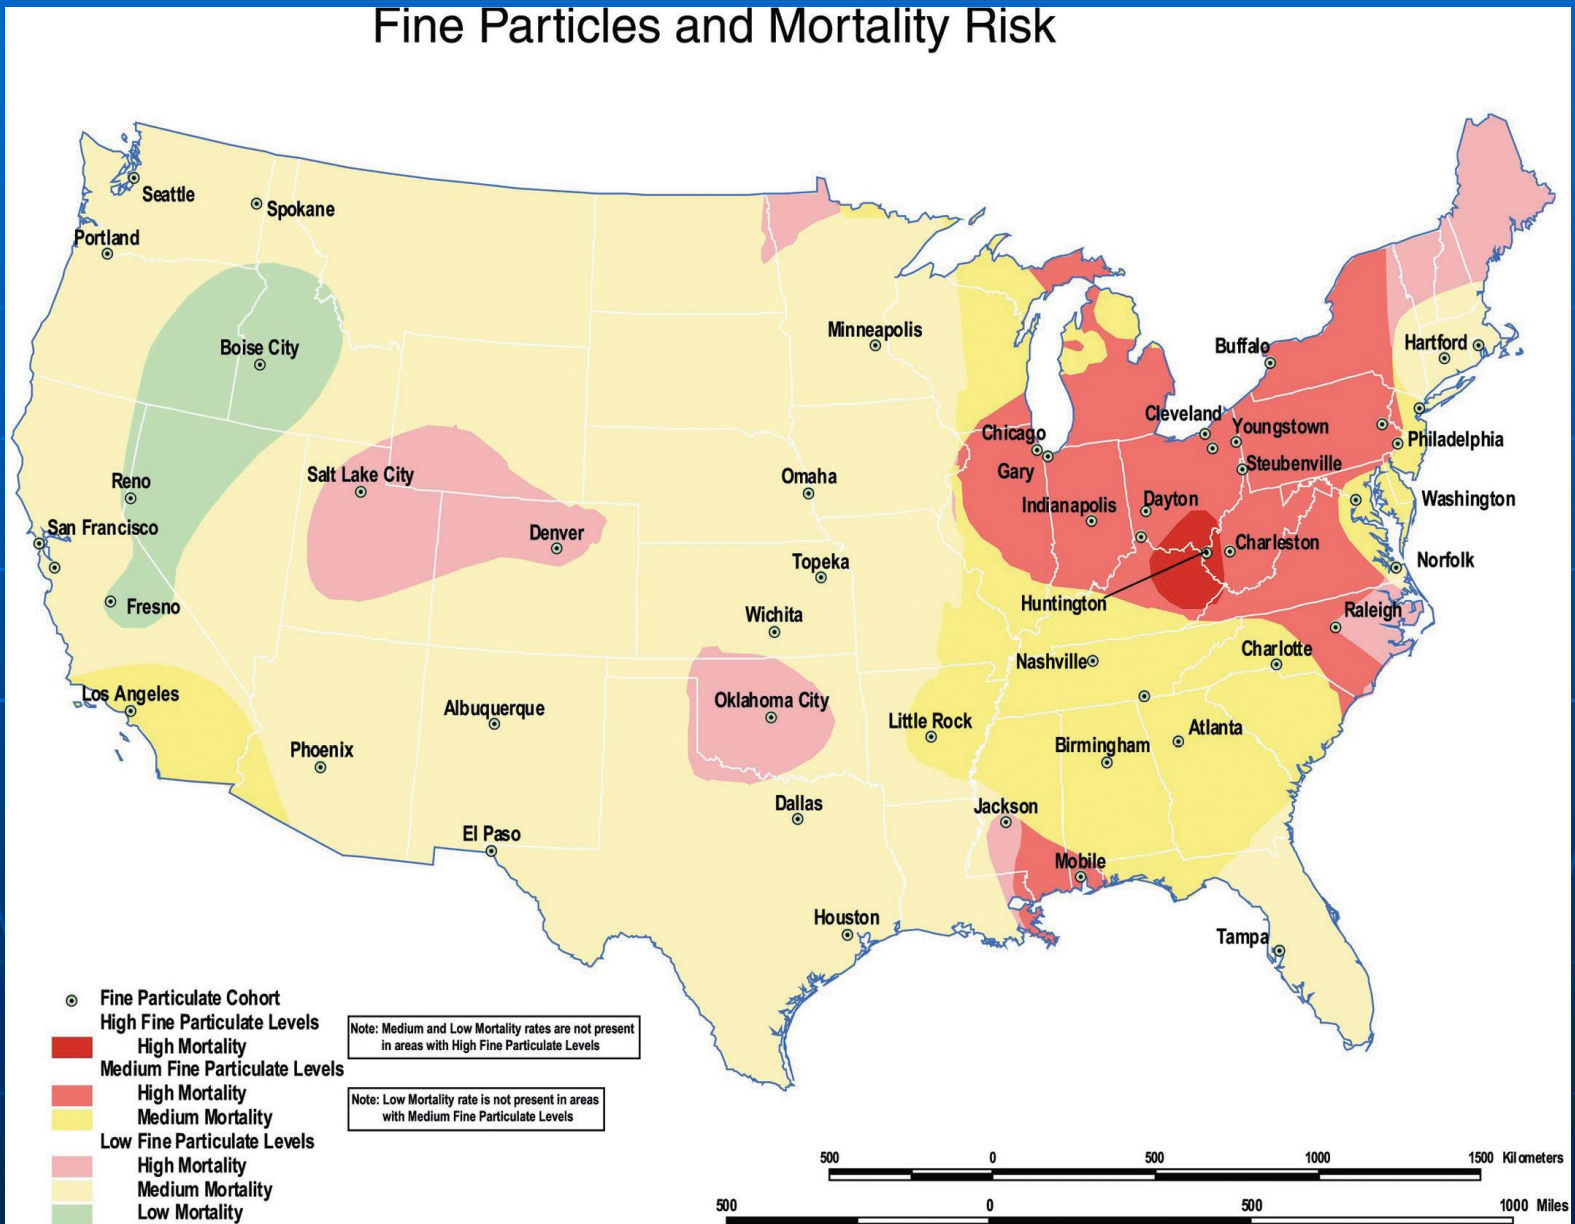 Fine Particles and Mortality Risk
Seattle
Spokane
Portland
Boise City
Minneapolis
Buffalo
Hartford
Cleveland
Youngstown
Chicago
Philadelphia
Gary
Steubenville
Reno
Salt Lake City
Omaha
Indianapolis
Dayton
Washington
San Francisco
Denver
Charleston
Topeka
Norfolk
Fresno
Huntington
Wichita
Raleigh
Nashville
Charlotte
Los Angeles
Albuquerque
Oklahoma City
Little Rock
Atlanta
Phoenix
Birmingham
Dallas
Jackson
El Paso
Mobile
Houston
Tampa
Fine Particulate Cohort
High Fine Particulate Levels
High Mortality
Note: Medium and Low Mortality rates are not present
in areas with High Fine Particulate Levels
Medium Fine Particulate Levels
High Mortality
Medium Mortality
Note: Low Mortality rate is not present in areas
with Medium Fine Particulate Levels
Low Fine Particulate Levels
High Mortality
Medium Mortality
Low Mortality
500 0 500 1000 1500 Kilometers
500 0 500 1000 Miles